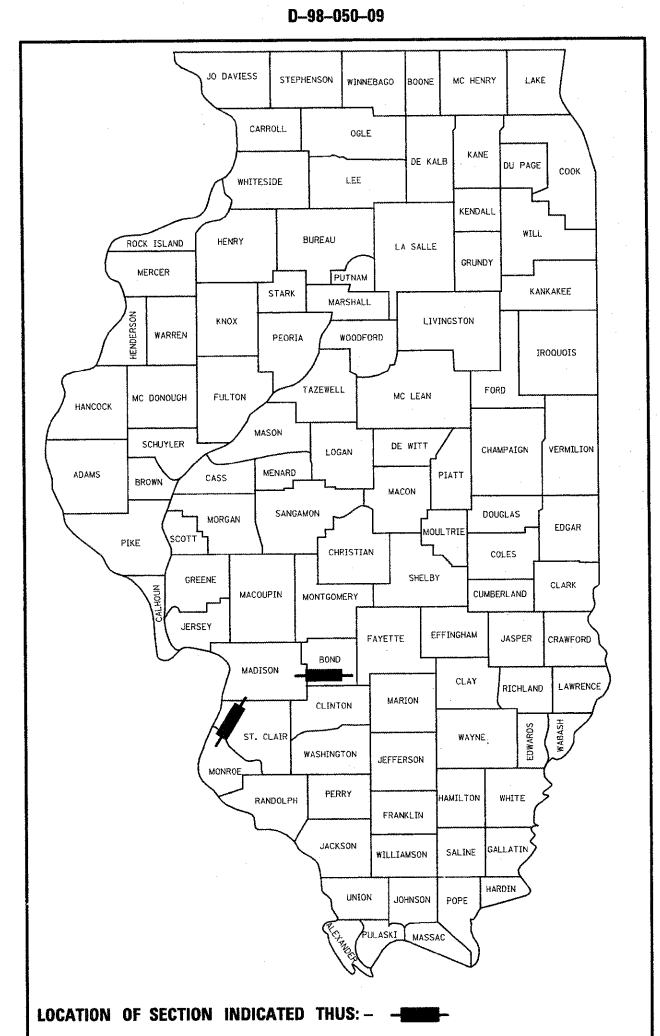 D-98-050-09
JO DAVIESS
STEPHENSON
WINNEBAGO
BOONE
MC HENRY
LAKE
CARROLL
OGLE
DE KALB
KANE
DU PAGE
COOK
WHITESIDE
LEE
KENDALL
WILL
ROCK ISLAND
HENRY
BUREAU
LA SALLE
GRUNDY
MERCER
PUTNAM
KANKAKEE
STARK
MARSHALL
HENDERSON
WARREN
KNOX
PEORIA
WOODFORD
LIVINGSTON
IROQUOIS
HANCOCK
MC DONOUGH
FULTON
TAZEWELL
MC LEAN
FORD
MASON
SCHUYLER
LOGAN
DE WITT
CHAMPAIGN
VERMILION
ADAMS
BROWN
CASS
MENARD
PIATT
MACON
PIKE
SCOTT
MORGAN
SANGAMON
CHRISTIAN
MOULTRIE
DOUGLAS
EDGAR
COLES
CALHOUN
GREENE
MACOUPIN
MONTGOMERY
SHELBY
CUMBERLAND
CLARK
JERSEY
MADISON
BOND
FAYETTE
EFFINGHAM
JASPER
CRAWFORD
CLAY
RICHLAND
LAWRENCE
CLINTON
MARION
ST. CLAIR
WASHINGTON
JEFFERSON
WAYNE
EDWARDS
WABASH
MONROE
RANDOLPH
PERRY
FRANKLIN
HAMILTON
WHITE
JACKSON
WILLIAMSON
SALINE
GALLATIN
UNION
JOHNSON
POPE
HARDIN
ALEXANDER
PULASKI
MASSAC
LOCATION OF SECTION INDICATED THUS: -